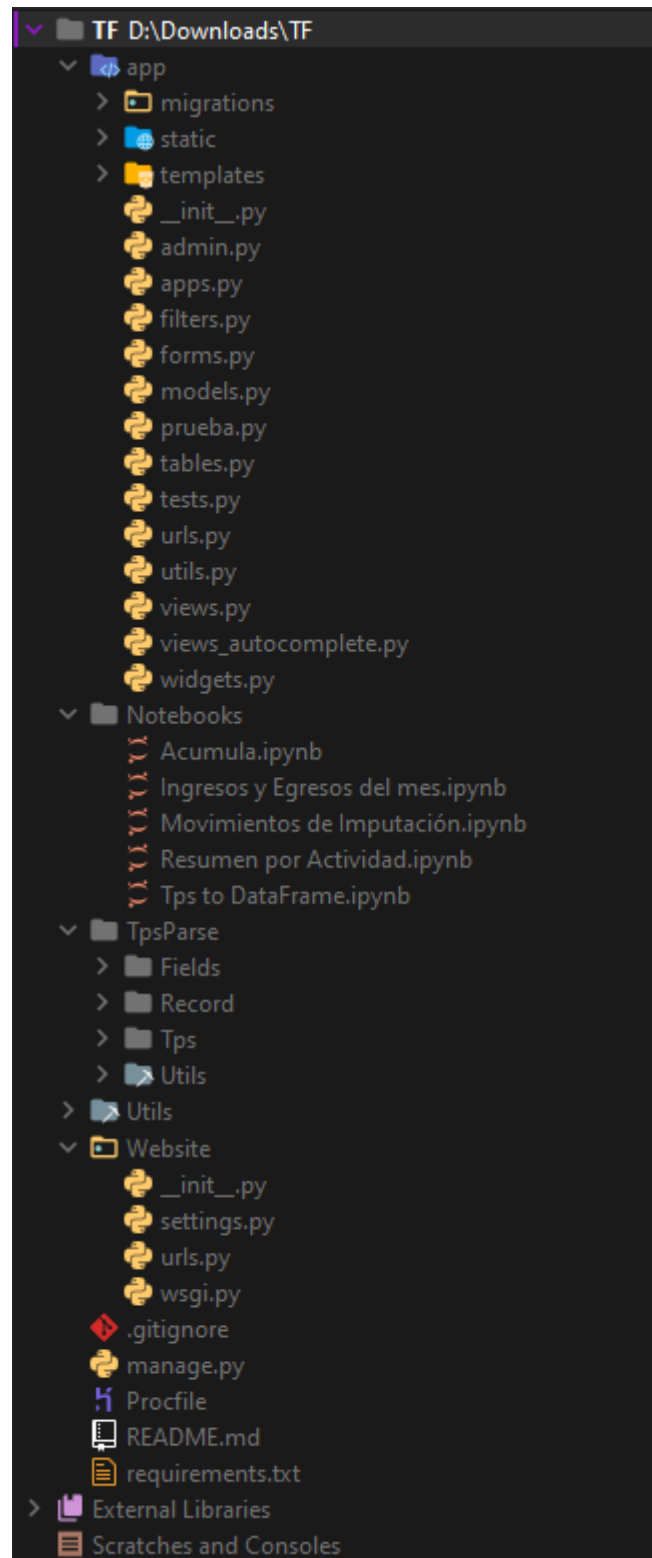 TF D:\Downloads\TF
app
migrations
static
templates
__init__.py
admin.py
apps.py
filters.py
forms.py
models.py
prueba.py
tables.py
tests.py
urls.py
utils.py
views.py
views_autocomplete.py
widgets.py
Notebooks
Acumula.ipynb
Ingresos y Egresos del mes.ipynb
Movimientos de Imputación.ipynb
Resumen por Actividad.ipynb
Tps to DataFrame.ipynb
TpsParse
Fields
Record
Tps
Utils
Utils
Website
__init__.py
settings.py
urls.py
wsgi.py
.gitignore
manage.py
Procfile
README.md
requirements.txt
External Libraries
Scratches and Consoles